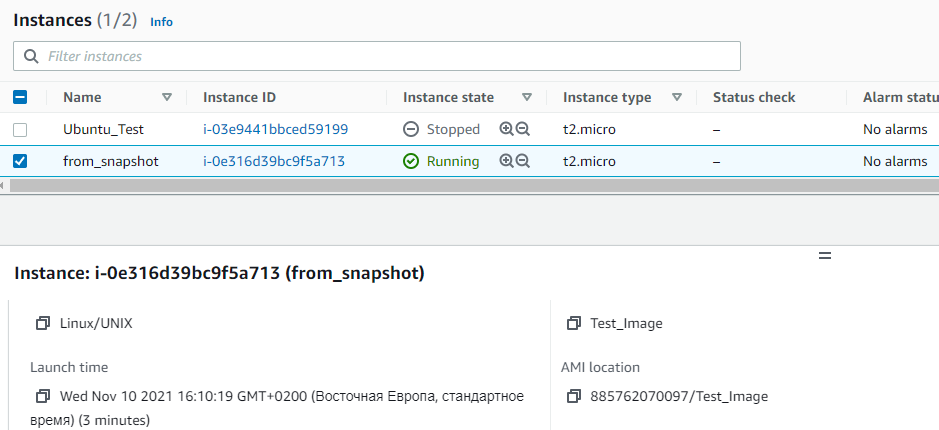 Instances (1/2) Info
Filter instances
Name Instance ID Instance state Instance type Status check Alarm statu
Ubuntu_Test i-03e9441bbced59199 Stopped t2.micro – No alarms
from_snapshot i-0e316d39bc9f5a713 Running t2.micro – No alarms
Instance: i-0e316d39bc9f5a713 (from_snapshot)
Linux/UNIX Test_Image
Launch time AMI location
Wed Nov 10 2021 16:10:19 GMT+0200 (Восточная Европа, стандартное 885762070097/Test_Image
время) (3 minutes)